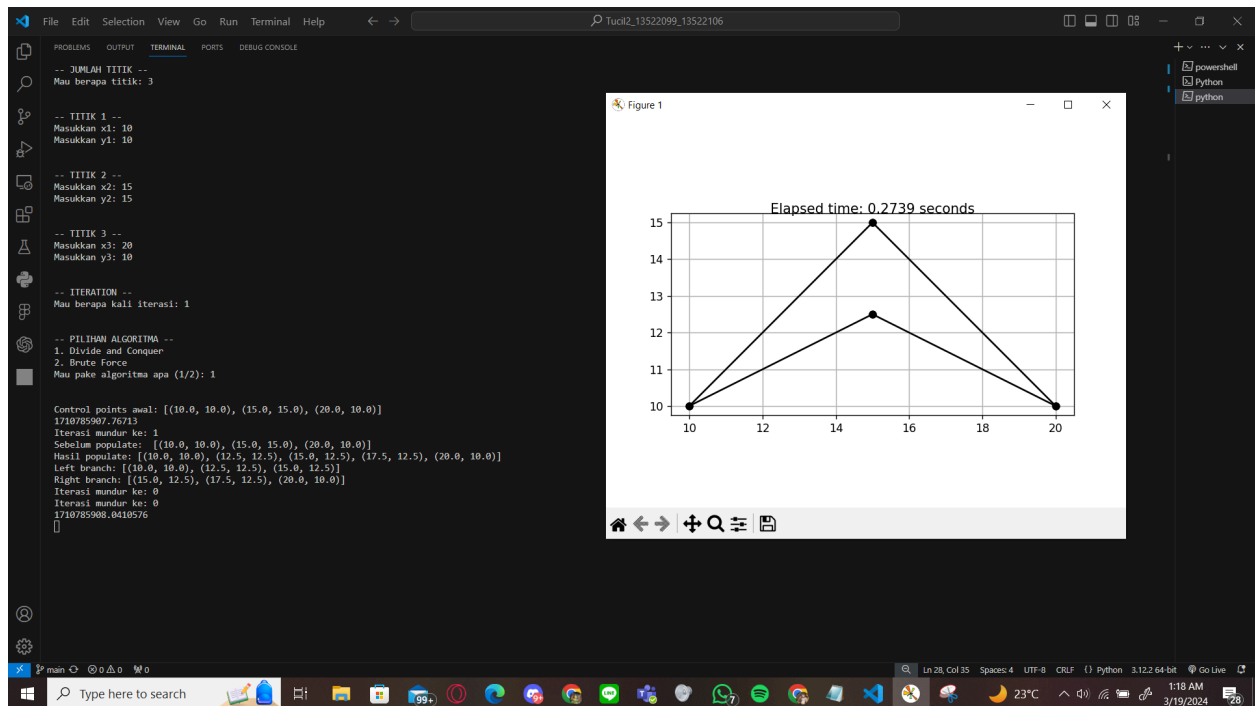 File Edit Selection View Go Run Terminal Help
Tucil2_13522099_13522106
PROBLEMS OUTPUT TERMINAL PORTS DEBUG CONSOLE
-- JUMLAH TITIK --
Mau berapa titik: 3
-- TITIK 1 --
Masukkan x1: 10
Masukkan y1: 10
-- TITIK 2 --
Masukkan x2: 15
Masukkan y2: 15
-- TITIK 3 --
Masukkan x3: 20
Masukkan y3: 10
-- ITERATION --
Mau berapa kali iterasi: 1
-- PILIHAN ALGORITMA --
1. Divide and Conquer
2. Brute Force
Mau pake algoritma apa (1/2): 1
Control points awal: [(10.0, 10.0), (15.0, 15.0), (20.0, 10.0)]
1710785907.76713
Iterasi mundur ke: 1
Sebelum populate:  [(10.0, 10.0), (15.0, 15.0), (20.0, 10.0)]
Hasil populate: [(10.0, 10.0), (12.5, 12.5), (15.0, 12.5), (17.5, 12.5), (20.0, 10.0)]
Left branch: [(10.0, 10.0), (12.5, 12.5), (15.0, 12.5)]
Right branch: [(15.0, 12.5), (17.5, 12.5), (20.0, 10.0)]
Iterasi mundur ke: 0
Iterasi mundur ke: 0
1710785908.0410576
powershell
Python
python
Figure 1
Elapsed time: 0.2739 seconds
15
14
13
12
11
10
10 12 14 16 18 20
main 0 0 0
Ln 28, Col 35 Spaces: 4 UTF-8 CRLF {} Python 3.12.2 64-bit Go Live
Type here to search
99+
9+
7
23°C
1:18 AM
3/19/2024
28